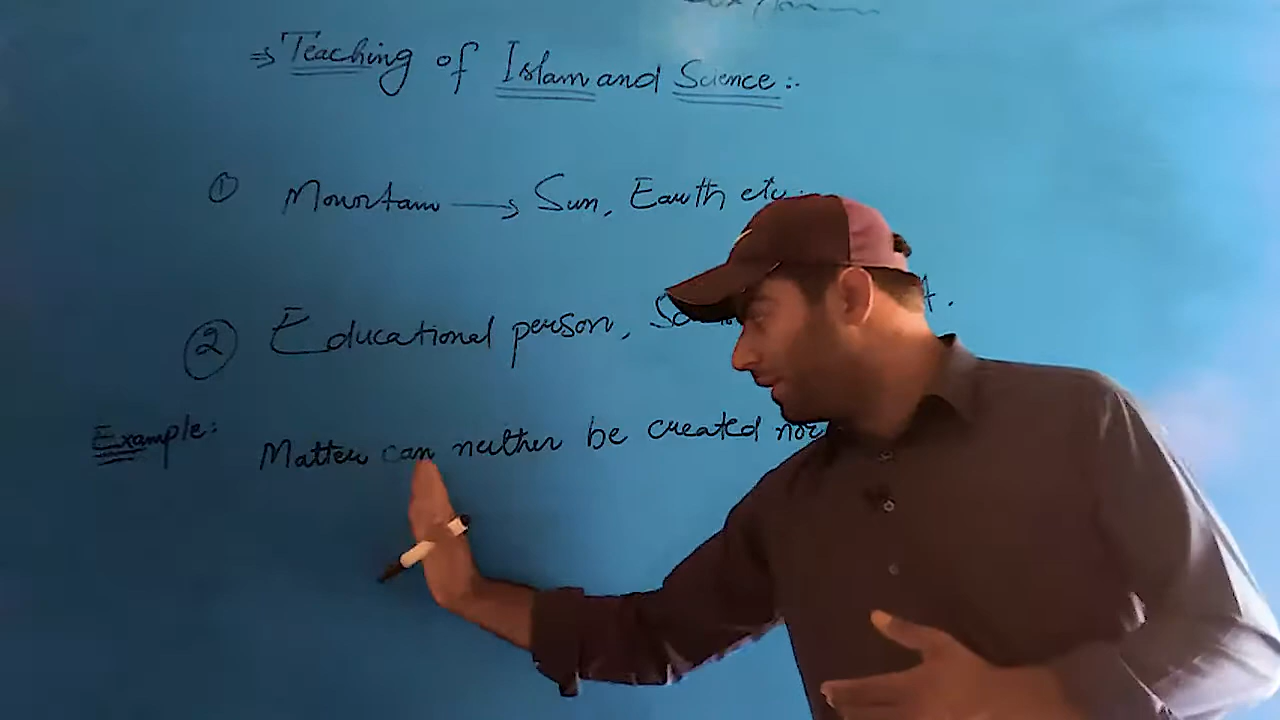 ⇒ Teaching of Islam and Science :-
① Mountain → Sun, Earth etc.
② Educational person,
Example: Matter can neither be created nor